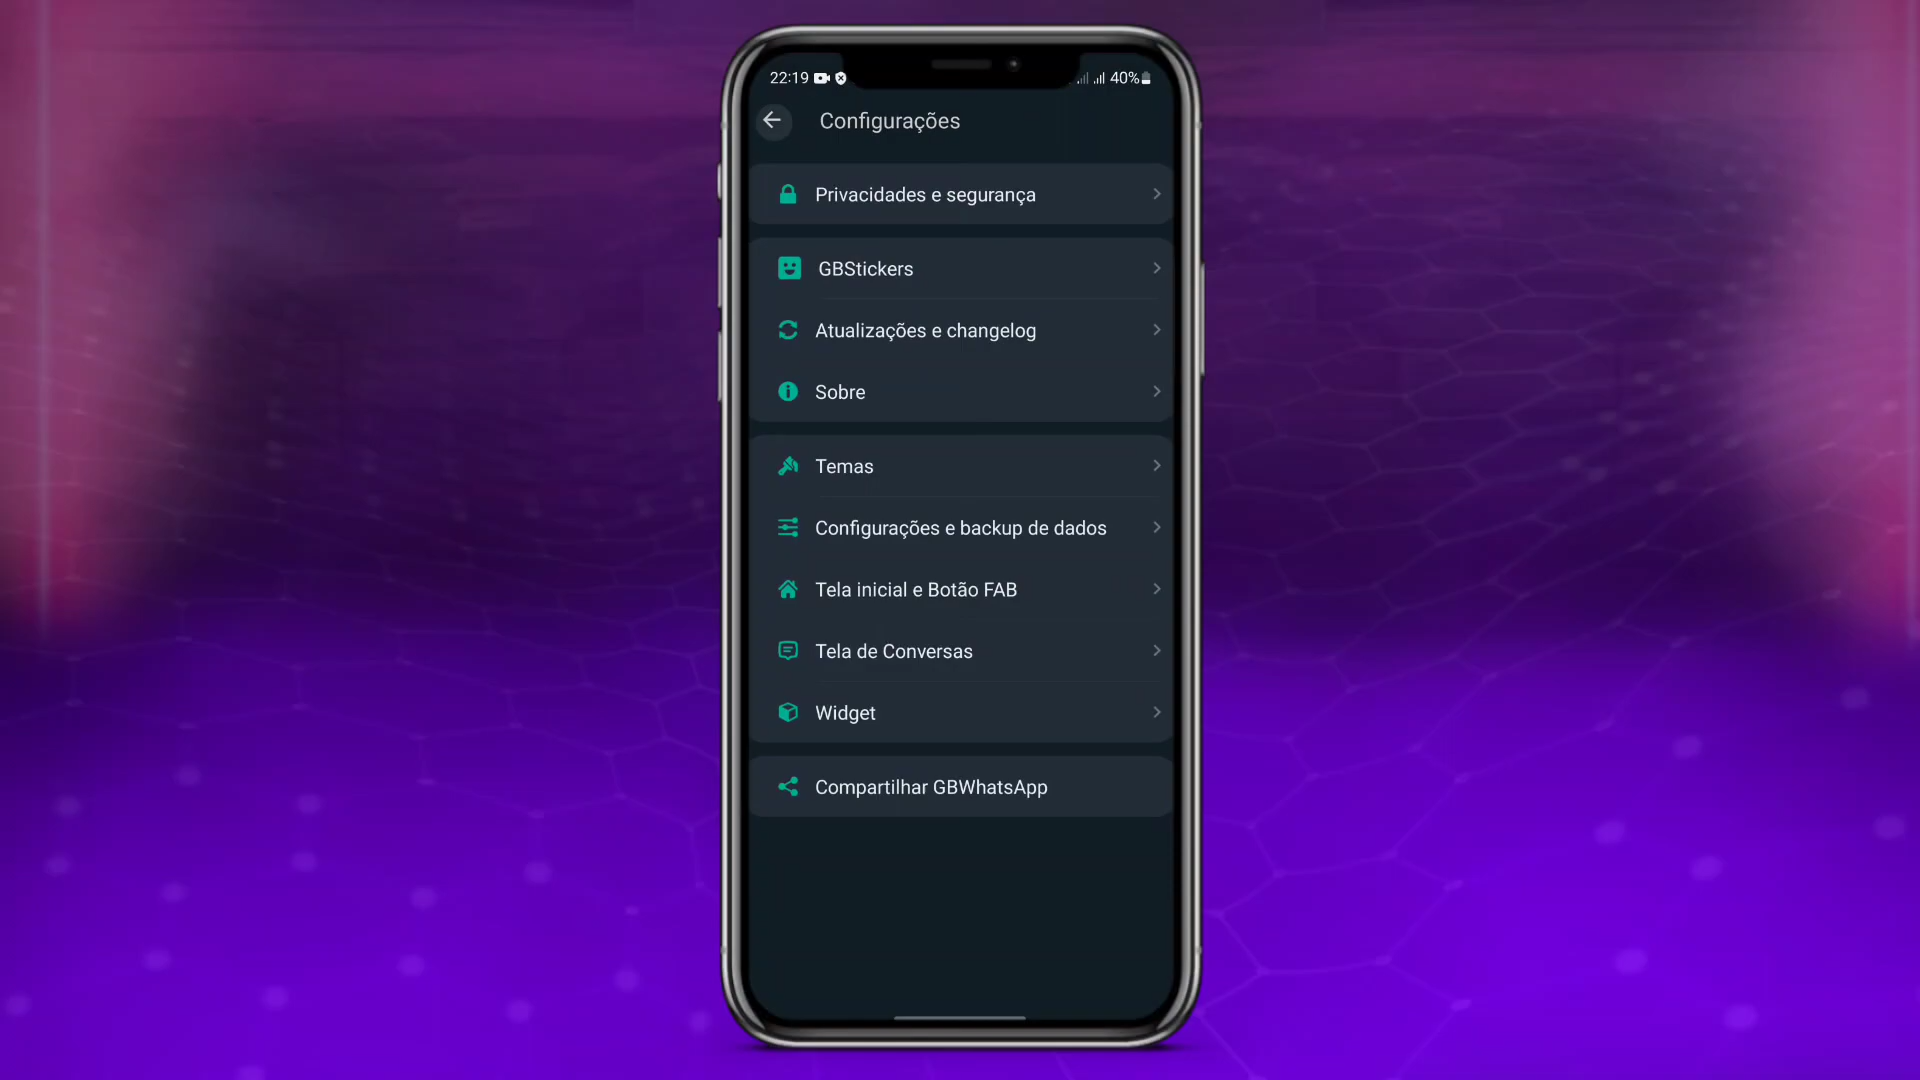 22:19 40%
Configurações
Privacidades e segurança
GBStickers
Atualizações e changelog
Sobre
Temas
Configurações e backup de dados
Tela inicial e Botão FAB
Tela de Conversas
Widget
Compartilhar GBWhatsApp